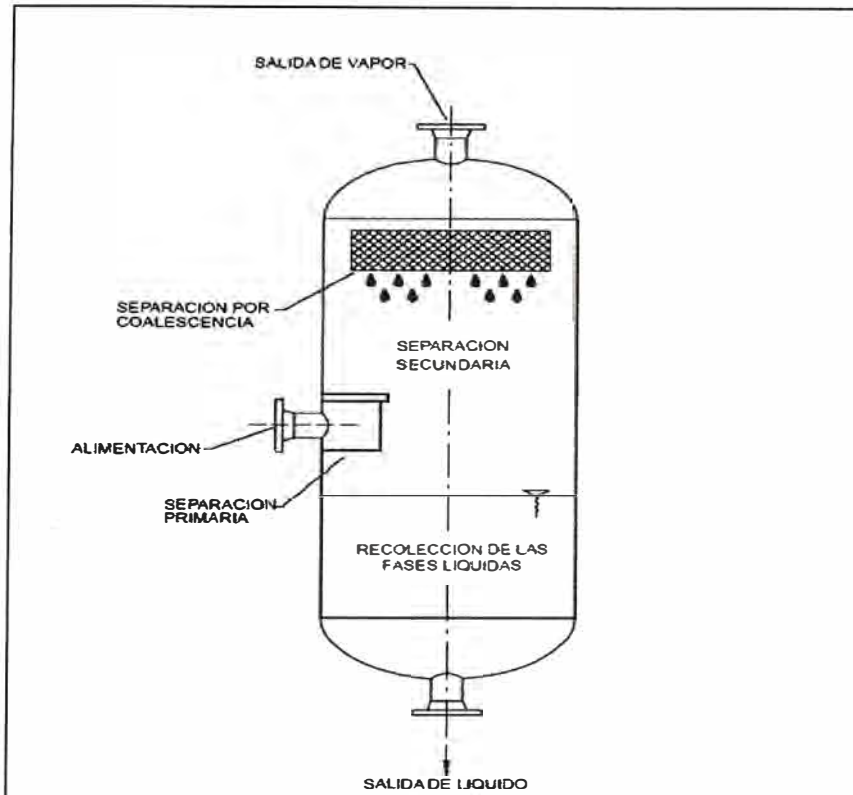 SALIDA DE VAPOR
SEPARACION POR
COALESCENCIA
SEPARACION
SECUNDARIA
ALIMENTACION
SEPARACION
PRIMARIA
RECOLECCION DE LAS
FASES LIQUIDAS
SALIDA DE LIQUIDO